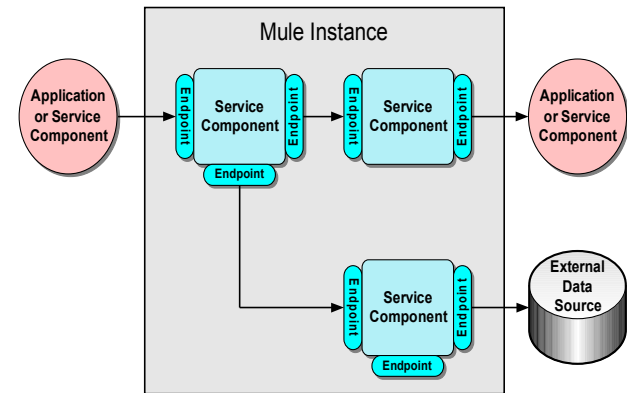 Mule Instance
Application
or Service
Component
Endpoint
Service
Component
Endpoint
Endpoint
Endpoint
Service
Component
Endpoint
Application
or Service
Component
Endpoint
Service
Component
Endpoint
Endpoint
External
Data
Source